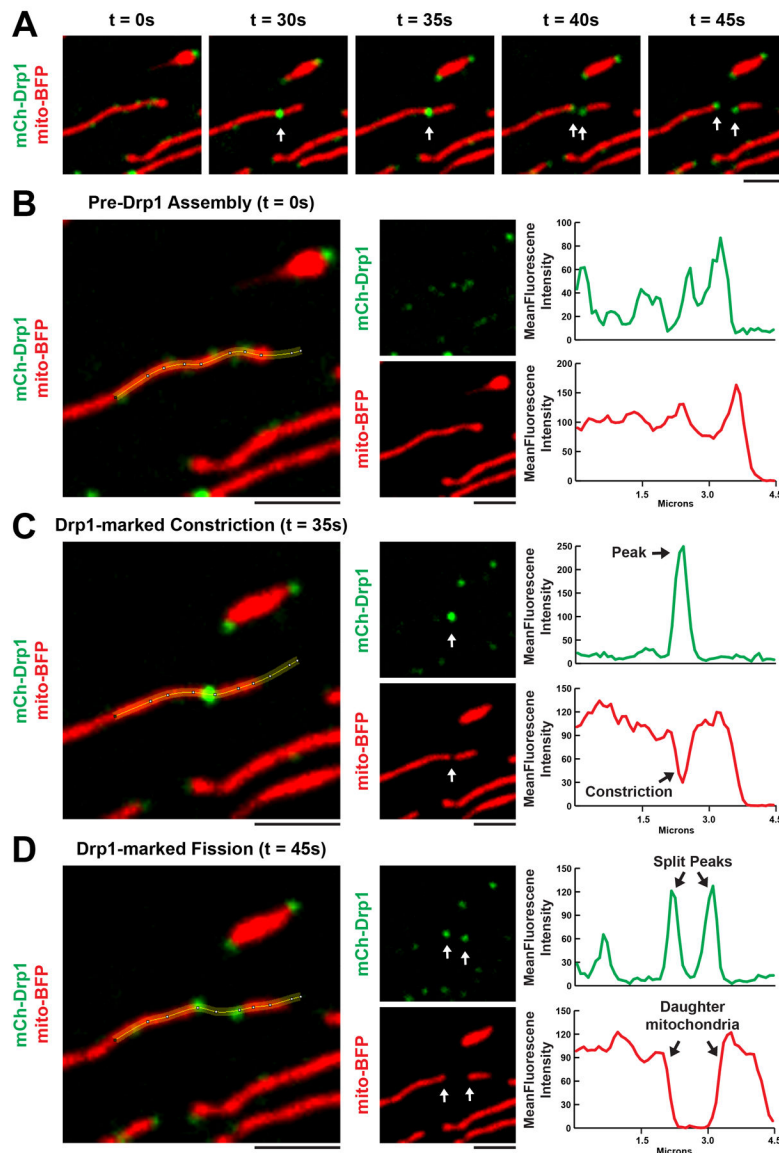 A
t = 0s
t = 30s
t = 35s
t = 40s
t = 45s
mCh-Drp1
mito-BFP
B
Pre-Drp1 Assembly (t = 0s)
mCh-Drp1
mito-BFP
mCh-Drp1
mito-BFP
MeanFluorescene
Intensity
100
80
60
40
20
0
MeanFluorescene
Intensity
200
150
100
50
0
1.5
3.0
4.5
Microns
C
Drp1-marked Constriction (t = 35s)
mCh-Drp1
mito-BFP
mCh-Drp1
mito-BFP
MeanFluorescene
Intensity
250
200
150
100
50
0
Peak
MeanFluorescene
Intensity
150
120
90
60
30
0
Constriction
1.5
3.0
4.5
Microns
D
Drp1-marked Fission (t = 45s)
mCh-Drp1
mito-BFP
mCh-Drp1
mito-BFP
MeanFluorescene
Intensity
150
120
90
60
30
0
Split Peaks
MeanFluorescene
Intensity
150
120
90
60
30
0
Daughter
mitochondria
1.5
3.0
4.5
Microns